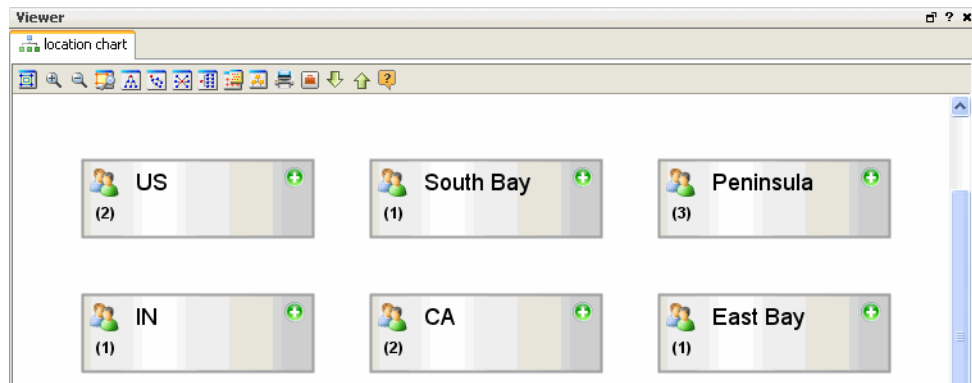 Viewer
location chart
US
(2)
South Bay
(1)
Peninsula
(3)
IN
(1)
CA
(2)
East Bay
(1)